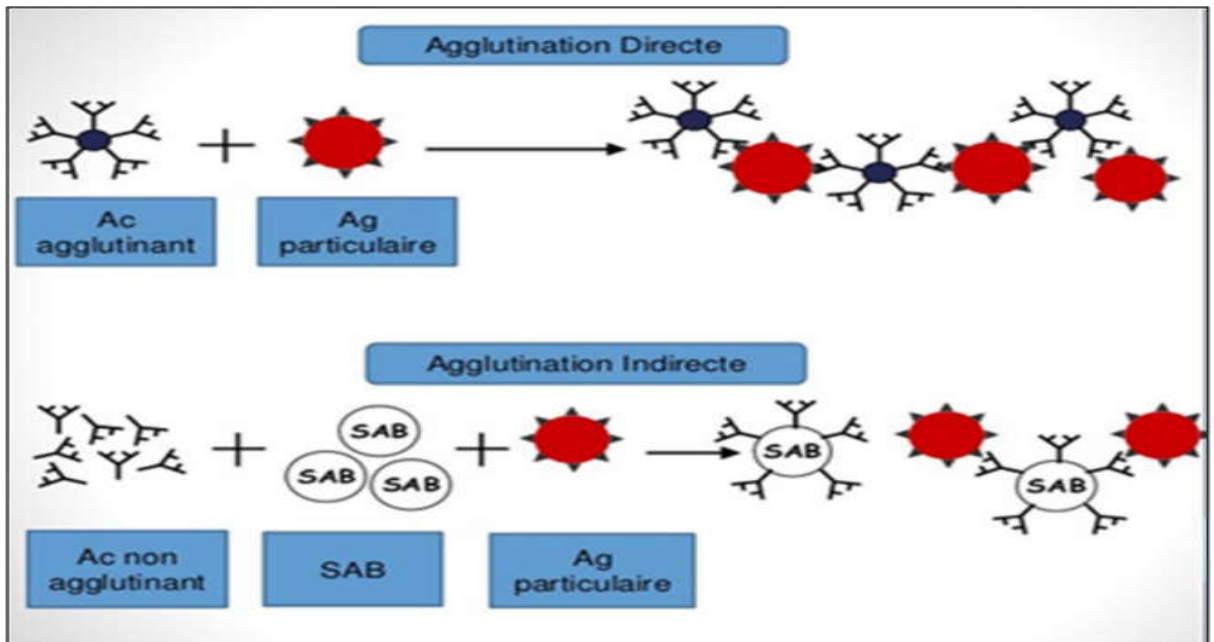 Agglutination Directe
Ac
agglutinant
Ag
particulaire
Agglutination Indirecte
SAB
SAB
SAB
SAB
SAB
Ac non
agglutinant
SAB
Ag
particulaire